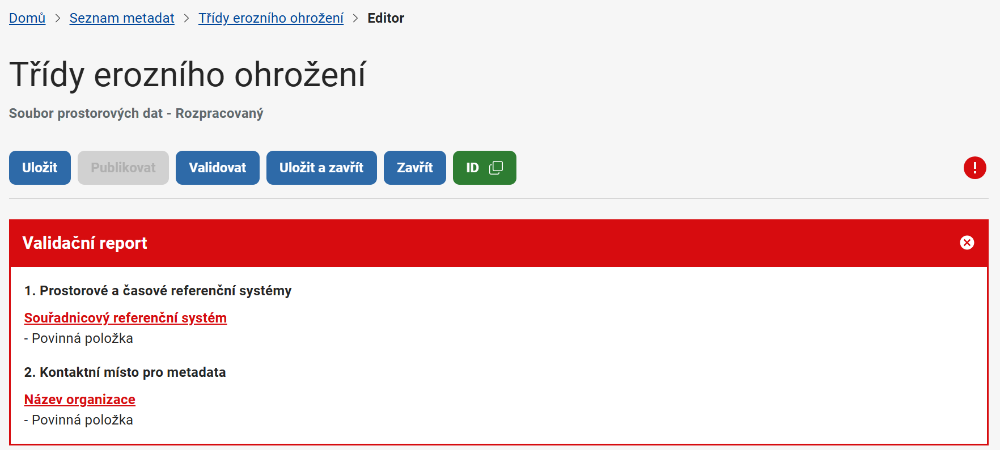 Domů > Seznam metadat > Třídy erozního ohrožení > Editor
Třídy erozního ohrožení
Soubor prostorových dat - Rozpracovaný
Uložit Publikovat Validovat Uložit a zavřít Zavřít ID
Validační report
1. Prostorové a časové referenční systémy
Souřadnicový referenční systém
- Povinná položka
2. Kontaktní místo pro metadata
Název organizace
- Povinná položka